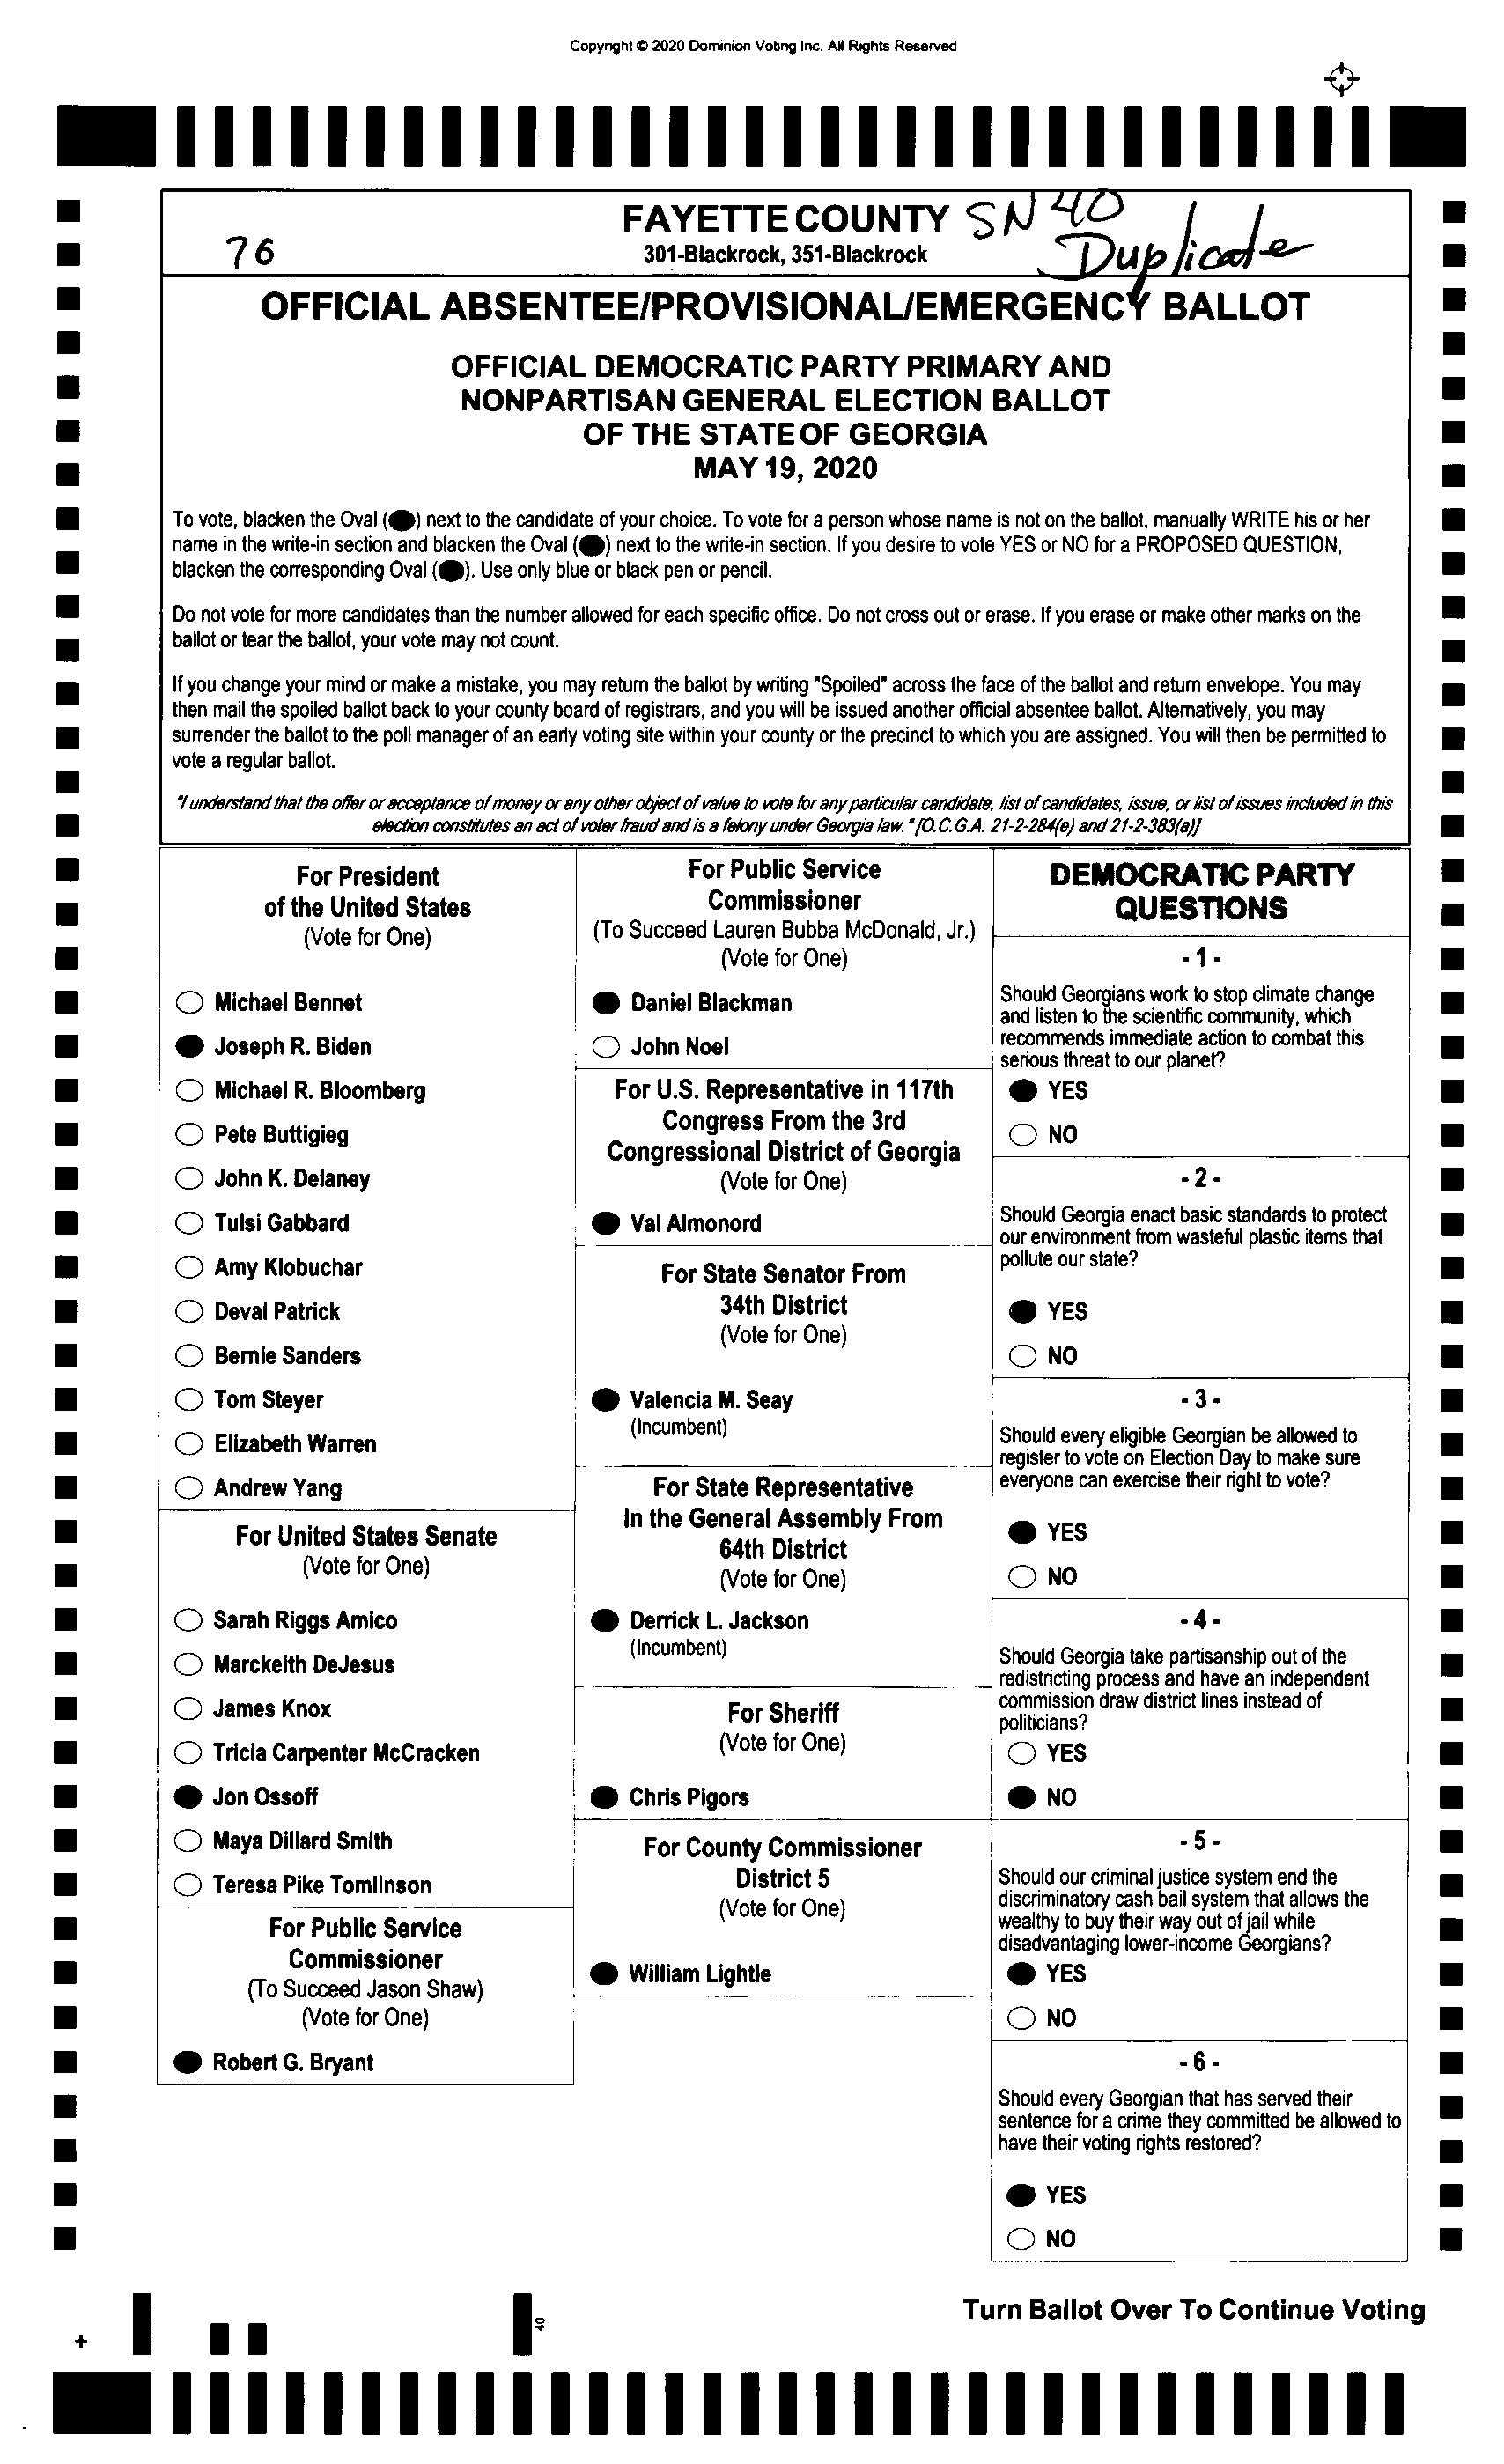 Copyright © 2020 Dominion Voting Inc. All Rights Reserved
FAYETTE COUNTY SN 40
76
301-Blackrock, 351-Blackrock
Duplicate
OFFICIAL ABSENTEE/PROVISIONAL/EMERGENCY BALLOT
OFFICIAL DEMOCRATIC PARTY PRIMARY AND
NONPARTISAN GENERAL ELECTION BALLOT
OF THE STATE OF GEORGIA
MAY 19, 2020
To vote, blacken the Oval (●) next to the candidate of your choice. To vote for a person whose name is not on the ballot, manually WRITE his or her
name in the write-in section and blacken the Oval (●) next to the write-in section. If you desire to vote YES or NO for a PROPOSED QUESTION,
blacken the corresponding Oval (●). Use only blue or black pen or pencil.
Do not vote for more candidates than the number allowed for each specific office. Do not cross out or erase. If you erase or make other marks on the
ballot or tear the ballot, your vote may not count.
If you change your mind or make a mistake, you may return the ballot by writing "Spoiled" across the face of the ballot and return envelope. You may
then mail the spoiled ballot back to your county board of registrars, and you will be issued another official absentee ballot. Alternatively, you may
surrender the ballot to the poll manager of an early voting site within your county or the precinct to which you are assigned. You will then be permitted to
vote a regular ballot.
"I understand that the offer or acceptance of money or any other object of value to vote for any particular candidate, list of candidates, issue, or list of issues included in this
election constitutes an act of voter fraud and is a felony under Georgia law." [O.C.G.A. 21-2-284(e) and 21-2-383(a)]
For President
of the United States
(Vote for One)
Michael Bennet
Joseph R. Biden
Michael R. Bloomberg
Pete Buttigieg
John K. Delaney
Tulsi Gabbard
Amy Klobuchar
Deval Patrick
Bernie Sanders
Tom Steyer
Elizabeth Warren
Andrew Yang
For United States Senate
(Vote for One)
Sarah Riggs Amico
Marckeith DeJesus
James Knox
Tricia Carpenter McCracken
Jon Ossoff
Maya Dillard Smith
Teresa Pike Tomlinson
For Public Service
Commissioner
(To Succeed Jason Shaw)
(Vote for One)
Robert G. Bryant
For Public Service
Commissioner
(To Succeed Lauren Bubba McDonald, Jr.)
(Vote for One)
Daniel Blackman
John Noel
For U.S. Representative in 117th
Congress From the 3rd
Congressional District of Georgia
(Vote for One)
Val Almonord
For State Senator From
34th District
(Vote for One)
Valencia M. Seay
(Incumbent)
For State Representative
In the General Assembly From
64th District
(Vote for One)
Derrick L. Jackson
(Incumbent)
For Sheriff
(Vote for One)
Chris Pigors
For County Commissioner
District 5
(Vote for One)
William Lightle
DEMOCRATIC PARTY
QUESTIONS
- 1 -
Should Georgians work to stop climate change
and listen to the scientific community, which
recommends immediate action to combat this
serious threat to our planet?
YES
NO
- 2 -
Should Georgia enact basic standards to protect
our environment from wasteful plastic items that
pollute our state?
YES
NO
- 3 -
Should every eligible Georgian be allowed to
register to vote on Election Day to make sure
everyone can exercise their right to vote?
YES
NO
- 4 -
Should Georgia take partisanship out of the
redistricting process and have an independent
commission draw district lines instead of
politicians?
YES
NO
- 5 -
Should our criminal justice system end the
discriminatory cash bail system that allows the
wealthy to buy their way out of jail while
disadvantaging lower-income Georgians?
YES
NO
- 6 -
Should every Georgian that has served their
sentence for a crime they committed be allowed to
have their voting rights restored?
YES
NO
Turn Ballot Over To Continue Voting
40